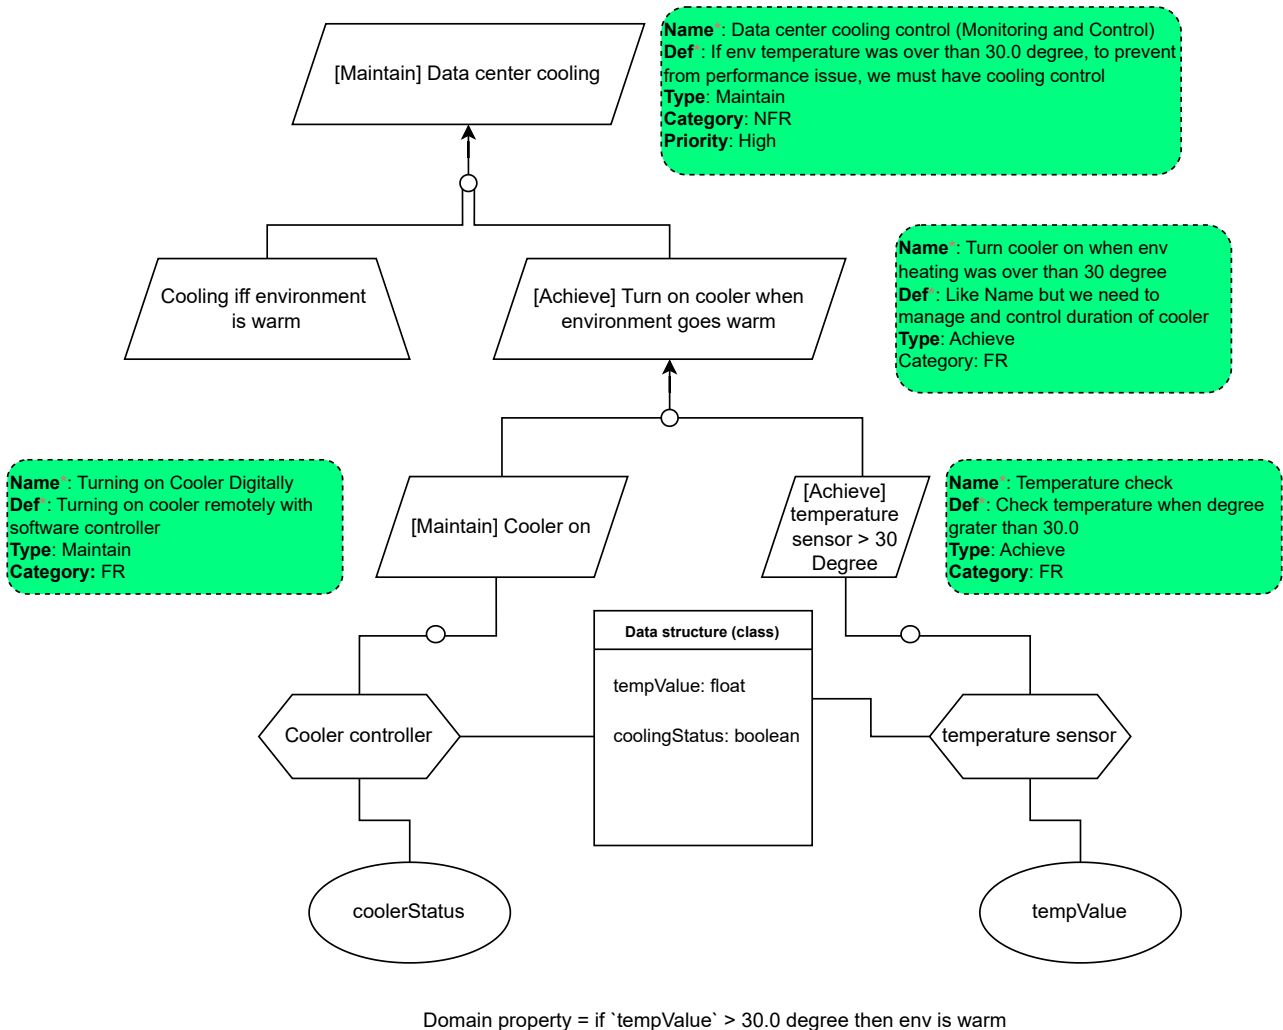 [Maintain] Data center cooling
Name*: Data center cooling control (Monitoring and Control)
Def*: If env temperature was over than 30.0 degree, to prevent
from performance issue, we must have cooling control
Type: Maintain
Category: NFR
Priority: High
Cooling iff environment
is warm
[Achieve] Turn on cooler when
environment goes warm
Name*: Turn cooler on when env
heating was over than 30 degree
Def*: Like Name but we need to
manage and control duration of cooler
Type: Achieve
Category: FR
Name*: Turning on Cooler Digitally
Def*: Turning on cooler remotely with
software controller
Type: Maintain
Category: FR
[Maintain] Cooler on
[Achieve]
temperature
sensor > 30
Degree
Name*: Temperature check
Def*: Check temperature when degree
grater than 30.0
Type: Achieve
Category: FR
Data structure (class)
tempValue: float
coolingStatus: boolean
Cooler controller
temperature sensor
coolerStatus
tempValue
Domain property = if `tempValue` > 30.0 degree then env is warm